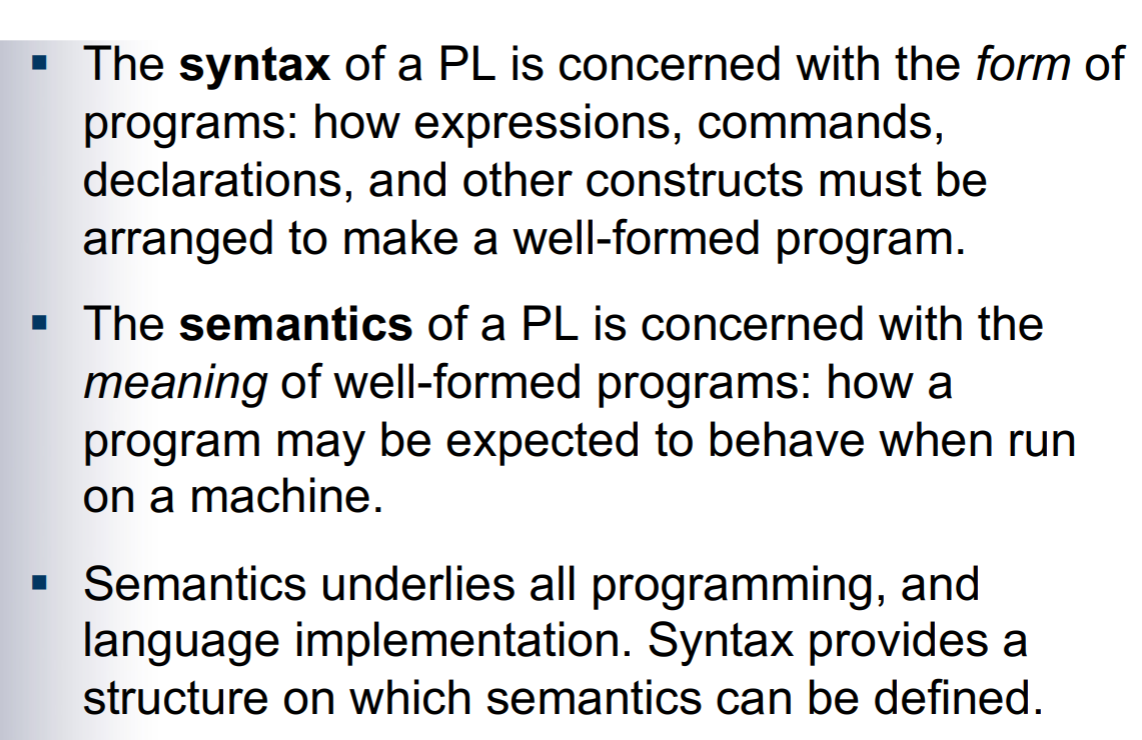 The syntax of a PL is concerned with the form of
programs: how expressions, commands,
declarations, and other constructs must be
arranged to make a well-formed program.
The semantics of a PL is concerned with the
meaning of well-formed programs: how a
program may be expected to behave when run
on a machine.
Semantics underlies all programming, and
language implementation. Syntax provides a
structure on which semantics can be defined.